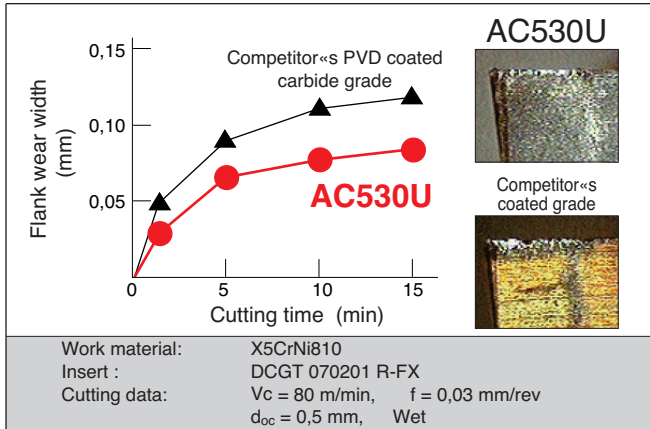 0,15
0,10
0,05
Flank wear width
(mm)
Competitor«s PVD coated
carbide grade
AC530U
0
5
10
15
Cutting time (min)
AC530U
Competitor«s
coated grade
Work material: X5CrNi810
Insert : DCGT 070201 R-FX
Cutting data: Vc = 80 m/min, f = 0,03 mm/rev
doc = 0,5 mm, Wet